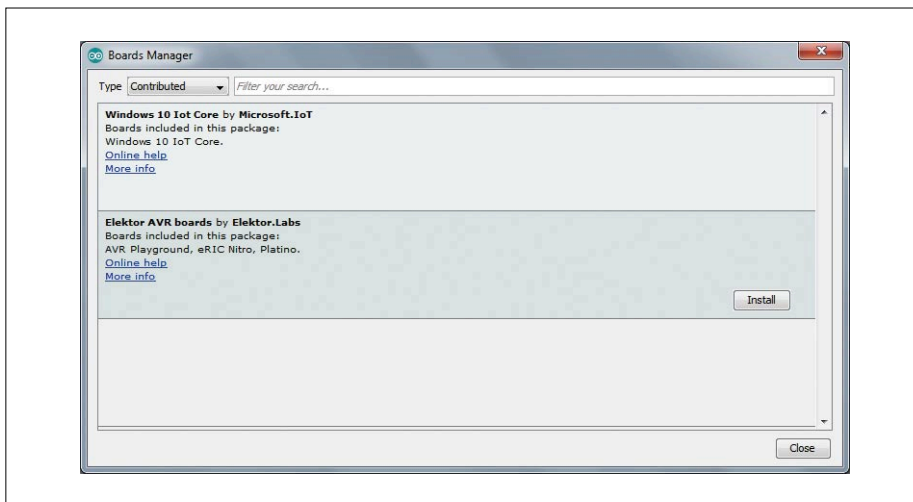 Boards Manager
Type Contributed Filter your search...
Windows 10 Iot Core by Microsoft.IoT
Boards included in this package:
Windows 10 IoT Core.
Online help
More info
Elektor AVR boards by Elektor.Labs
Boards included in this package:
AVR Playground, eRIC Nitro, Platino.
Online help
More info
Install
Close